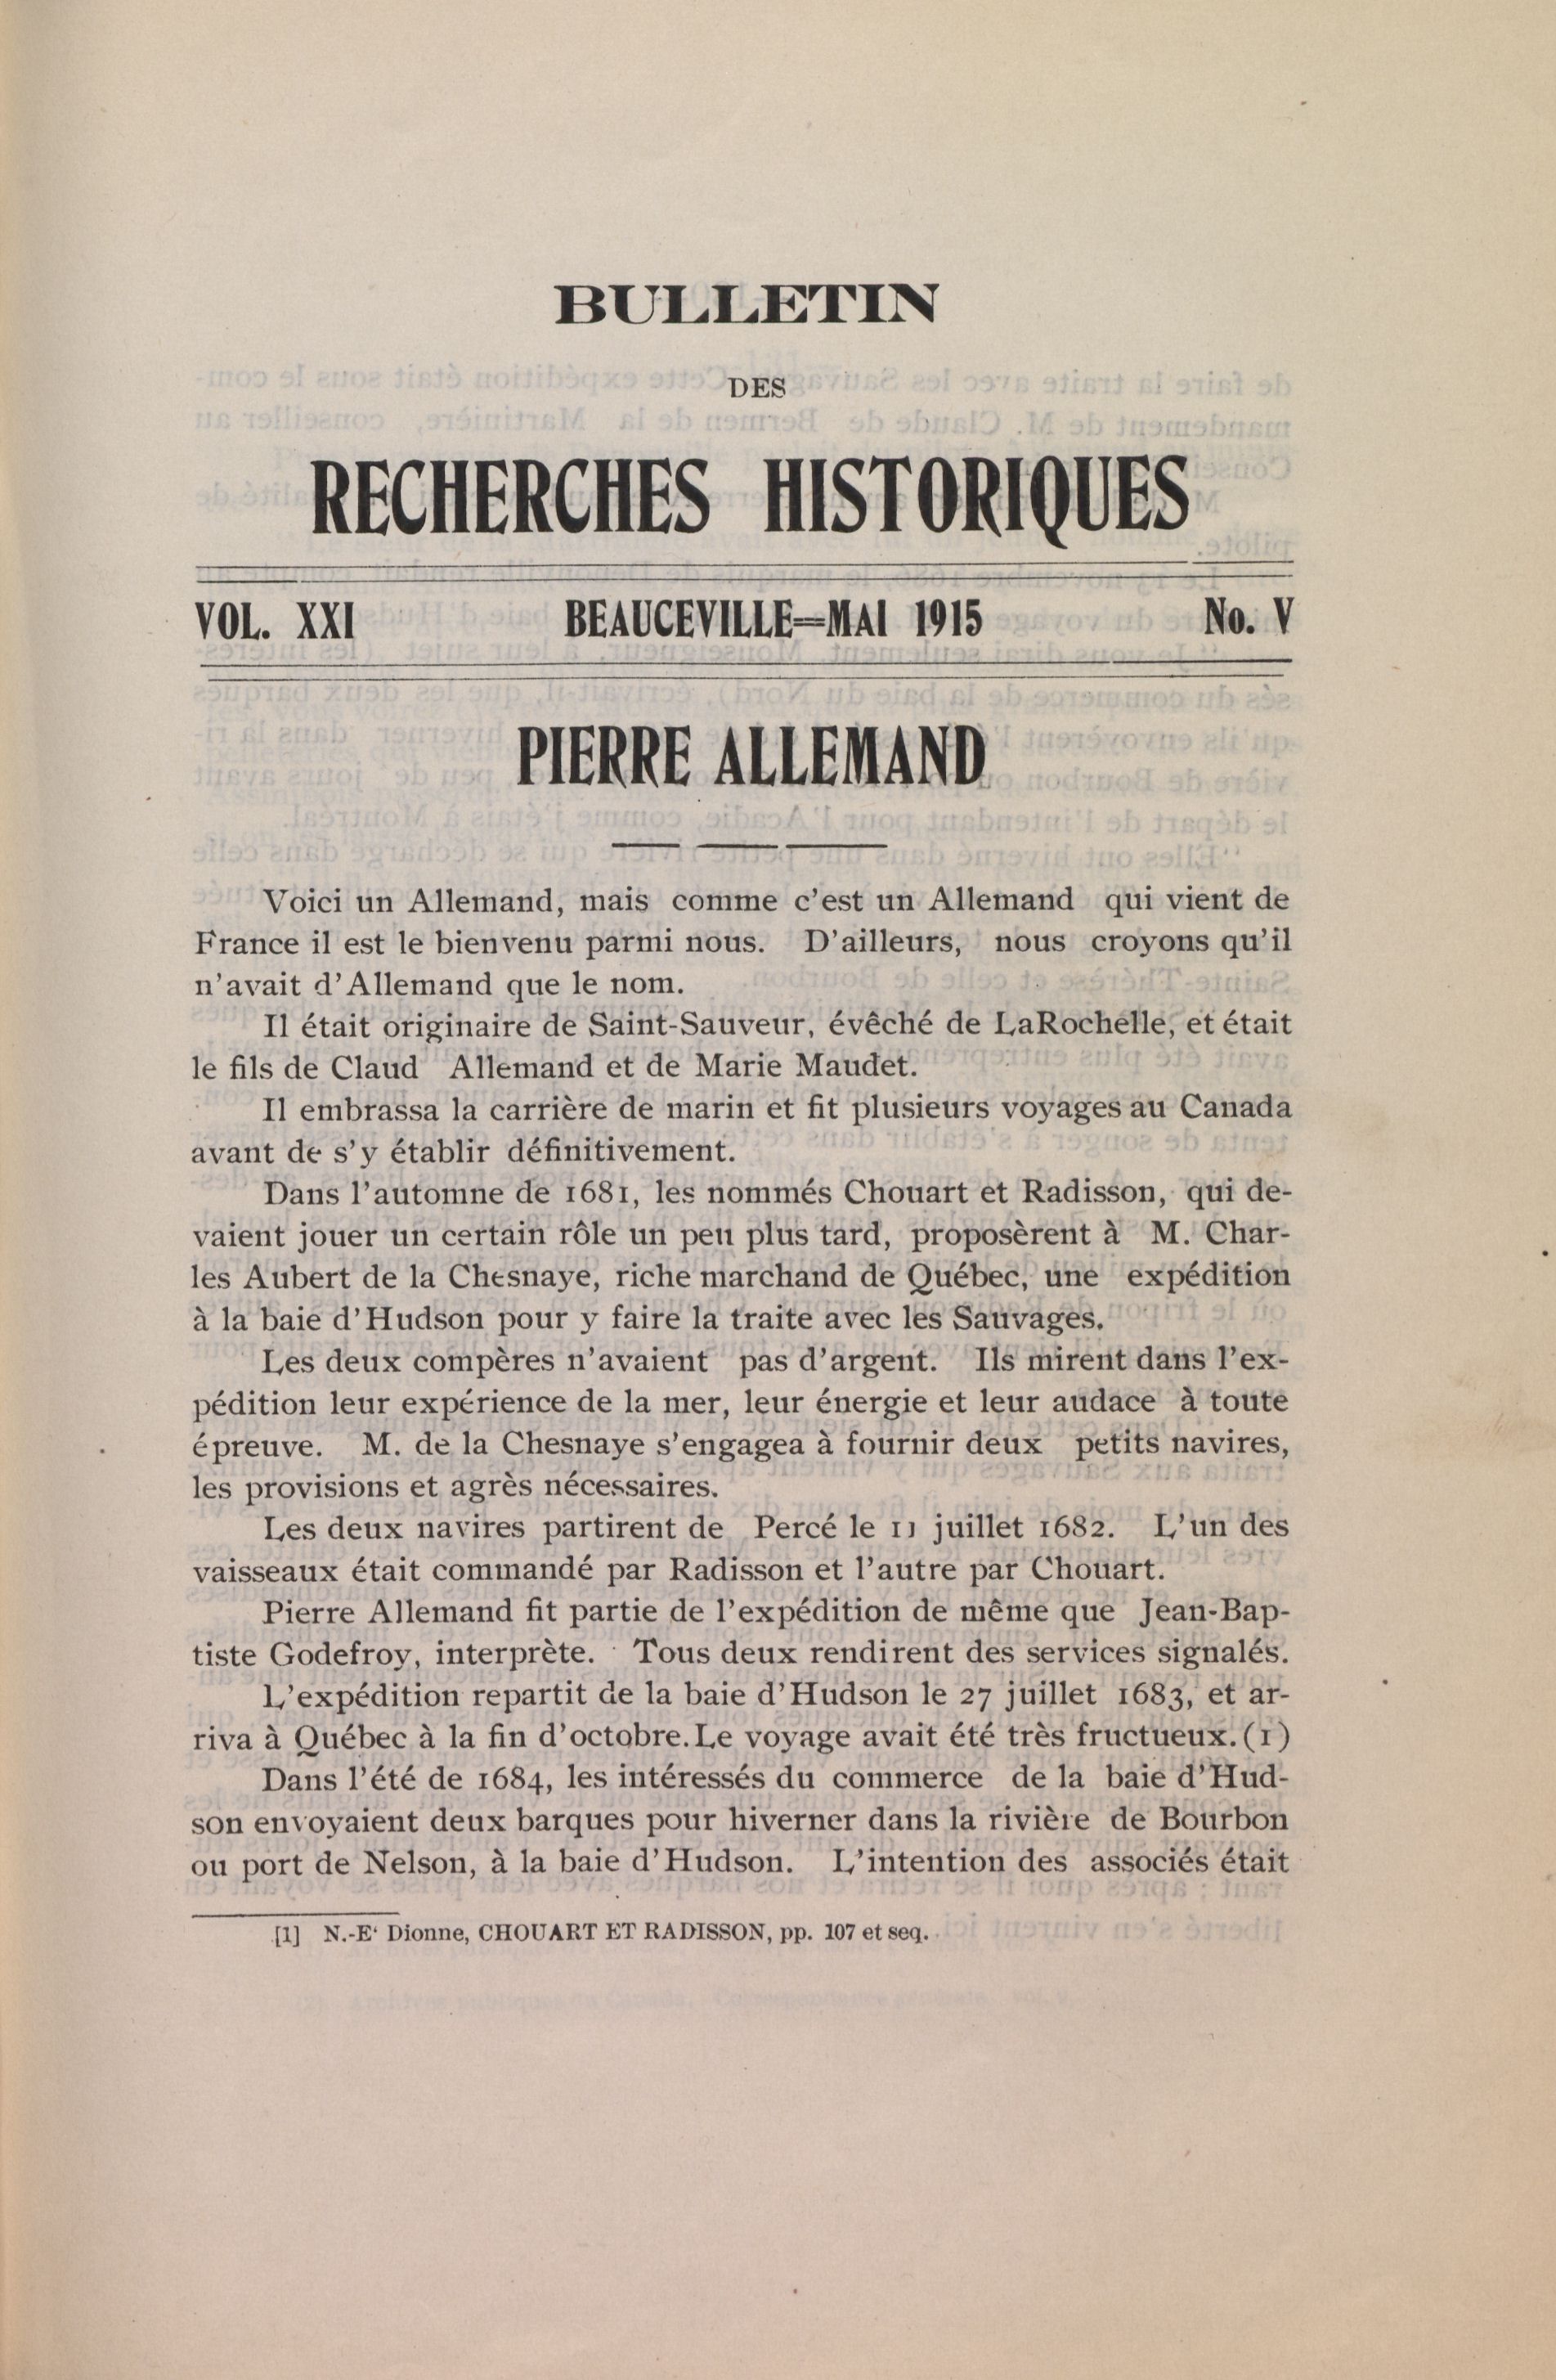 BULLETIN
DES
RECHERCHES HISTORIQUES
VOL. XXI BEAUCEVILLE=MAI 1915 No. V
PIERRE ALLEMAND
Voici un Allemand, mais comme c'est un Allemand qui vient de
France il est le bienvenu parmi nous. D'ailleurs, nous croyons qu'il
n'avait d'Allemand que le nom.
Il était originaire de Saint-Sauveur, évêché de LaRochelle, et était
le fils de Claud Allemand et de Marie Maudet.
Il embrassa la carrière de marin et fit plusieurs voyages au Canada
avant de s'y établir définitivement.
Dans l'automne de 1681, les nommés Chouart et Radisson, qui de-
vaient jouer un certain rôle un peu plus tard, proposèrent à M. Char-
les Aubert de la Chesnaye, riche marchand de Québec, une expédition
à la baie d'Hudson pour y faire la traite avec les Sauvages.
Les deux compères n'avaient pas d'argent. Ils mirent dans l'ex-
pédition leur expérience de la mer, leur énergie et leur audace à toute
épreuve. M. de la Chesnaye s'engagea à fournir deux petits navires,
les provisions et agrès nécessaires.
Les deux navires partirent de Percé le 11 juillet 1682. L'un des
vaisseaux était commandé par Radisson et l'autre par Chouart.
Pierre Allemand fit partie de l'expédition de même que Jean-Bap-
tiste Godefroy, interprète. Tous deux rendirent des services signalés.
L'expédition repartit de la baie d'Hudson le 27 juillet 1683, et ar-
riva à Québec à la fin d'octobre. Le voyage avait été très fructueux. (1)
Dans l'été de 1684, les intéressés du commerce de la baie d'Hud-
son envoyaient deux barques pour hiverner dans la rivière de Bourbon
ou port de Nelson, à la baie d'Hudson. L'intention des associés était
[1] N.-E' Dionne, CHOUART ET RADISSON, pp. 107 et seq.